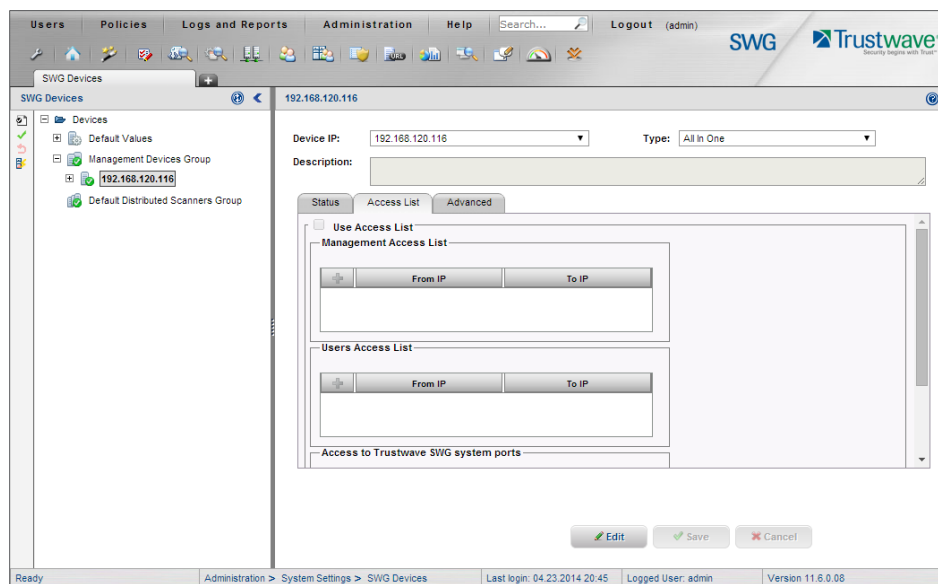 Users Policies Logs and Reports Administration Help Search... Logout (admin)
SWG Trustwave
Security begins with Trust
SWG Devices
SWG Devices
192.168.120.116
Devices
Default Values
Management Devices Group
192.168.120.116
Default Distributed Scanners Group
Device IP: 192.168.120.116 Type: All In One
Description:
Status Access List Advanced
Use Access List
Management Access List
From IP To IP
Users Access List
From IP To IP
Access to Trustwave SWG system ports
Edit Save Cancel
Ready Administration > System Settings > SWG Devices Last login: 04.23.2014 20:45 Logged User: admin Version 11.6.0.08